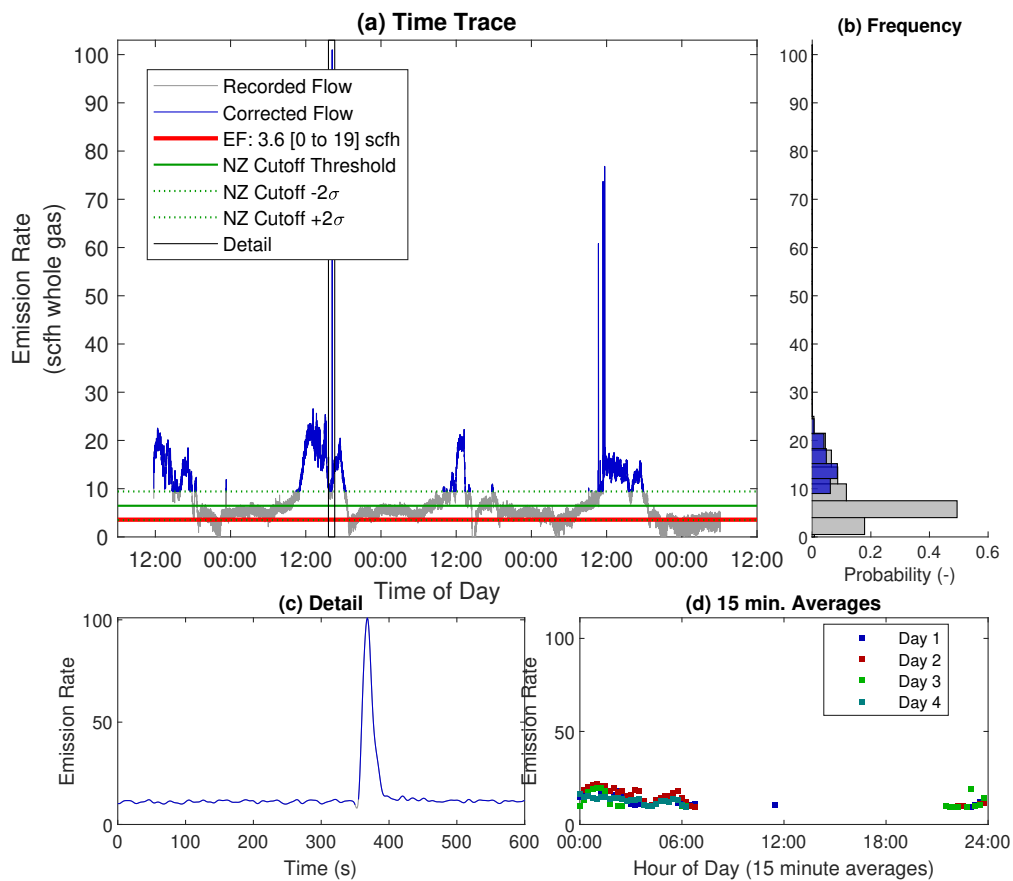 (a) Time Trace
100
90
80
70
60
50
40
30
20
10
0
Emission Rate
(scfh whole gas)
Recorded Flow
Corrected Flow
EF: 3.6 [0 to 19] scfh
NZ Cutoff Threshold
NZ Cutoff -2σ
NZ Cutoff +2σ
Detail
12:00 00:00 12:00 00:00 12:00 00:00 12:00 00:00 12:00
Time of Day
(b) Frequency
100
90
80
70
60
50
40
30
20
10
0
0 0.2 0.4 0.6
Probability (-)
(c) Detail
100
50
0
Emission Rate
0 100 200 300 400 500 600
Time (s)
(d) 15 min. Averages
100
50
0
Emission Rate
Day 1
Day 2
Day 3
Day 4
00:00 06:00 12:00 18:00 24:00
Hour of Day (15 minute averages)